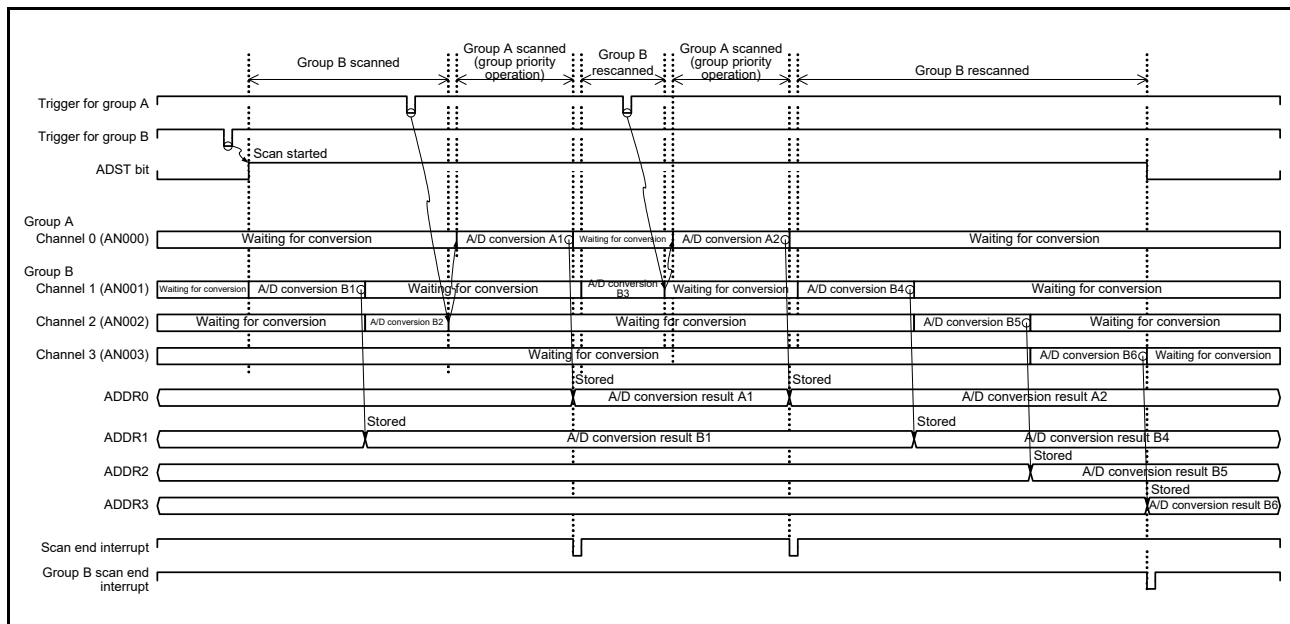 Group B scanned
Group A scanned
(group priority
operation)
Group B
rescanned
Group A scanned
(group priority
operation)
Group B rescanned
Trigger for group A
Trigger for group B
Scan started
ADST bit
Group A
Channel 0 (AN000)
Waiting for conversion
A/D conversion A1
Waiting for conversion
A/D conversion A2
Waiting for conversion
Group B
Channel 1 (AN001)
Waiting for conversion
A/D conversion B1
Waiting for conversion
A/D conversion
B3
Waiting for conversion
A/D conversion B4
Waiting for conversion
Channel 2 (AN002)
Waiting for conversion
A/D conversion B2
Waiting for conversion
A/D conversion B5
Waiting for conversion
Channel 3 (AN003)
Waiting for conversion
A/D conversion B6
Waiting for conversion
Stored
Stored
ADDR0
A/D conversion result A1
A/D conversion result A2
Stored
Stored
ADDR1
A/D conversion result B1
A/D conversion result B4
Stored
ADDR2
A/D conversion result B5
Stored
ADDR3
A/D conversion result B6
Scan end interrupt
Group B scan end
interrupt